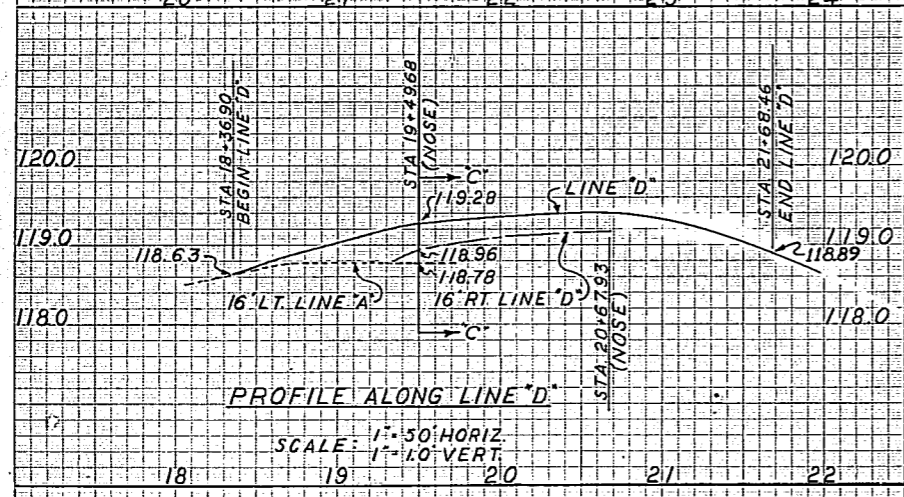 20 21 22 23 24
STA. 18+36.90
BEGIN LINE "D"
STA 19+49.68
(NOSE)
STA. 21+68.46
END LINE "D"
120.0
120.0
"C"
119.28
LINE "D"
119.0
119.0
118.63
118.96
118.89
118.78
16' LT. LINE "A"
16' RT LINE "D"
118.0
118.0
"C"
STA. 20+67.93
(NOSE)
PROFILE ALONG LINE "D"
SCALE: 1"=50' HORIZ.
1"=1.0 VERT.
18 19 20 21 22